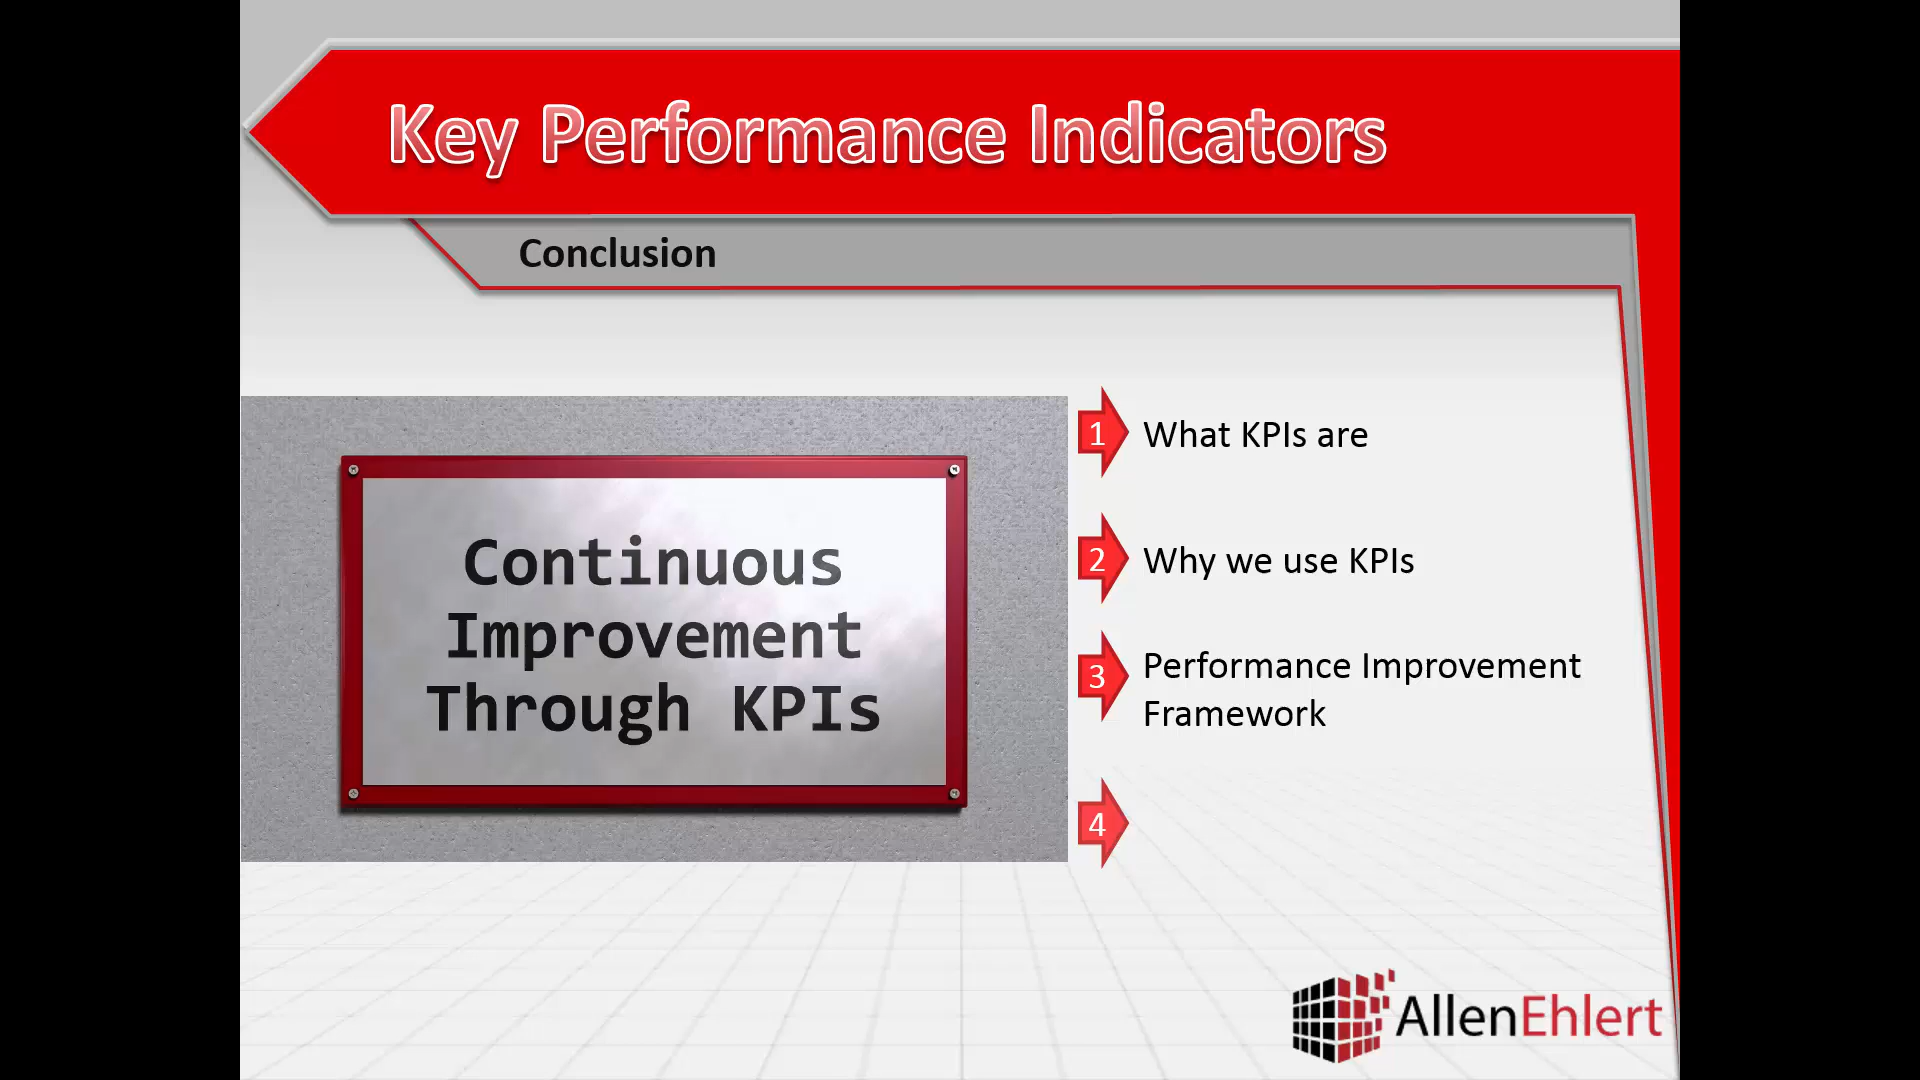 Key Performance Indicators
Conclusion
Continuous
Improvement
Through KPIs
1 What KPIs are
2 Why we use KPIs
3 Performance Improvement
Framework
4
AllenEhlert